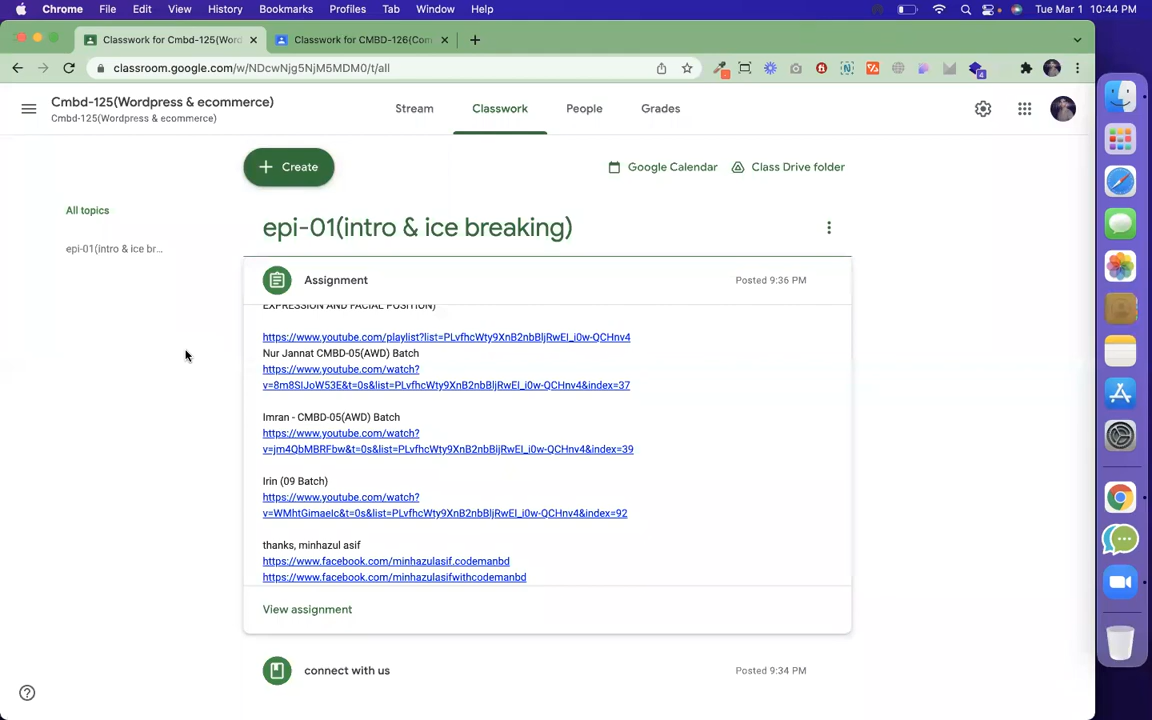 Chrome File Edit View History Bookmarks Profiles Tab Window Help Tue Mar 1 10:44 PM
Classwork for Cmbd-125(Word Classwork for CMBD-126(Com
classroom.google.com/w/NDcwNjg5NjM5MDM0/t/all
4
Cmbd-125(Wordpress & ecommerce)
Cmbd-125(Wordpress & ecommerce)
Stream Classwork People Grades
Create
Google Calendar Class Drive folder
All topics
epi-01(intro & ice br...
epi-01(intro & ice breaking)
Assignment Posted 9:36 PM
EXPRESSION AND FACIAL POSITION)
https://www.youtube.com/playlist?list=PLvfhcWty9XnB2nbBljRwEI_i0w-QCHnv4
Nur Jannat CMBD-05(AWD) Batch
https://www.youtube.com/watch?
v=8m8SIJoW53E&t=0s&list=PLvfhcWty9XnB2nbBljRwEI_i0w-QCHnv4&index=37
Imran - CMBD-05(AWD) Batch
https://www.youtube.com/watch?
v=jm4QbMBRFbw&t=0s&list=PLvfhcWty9XnB2nbBljRwEI_i0w-QCHnv4&index=39
Irin (09 Batch)
https://www.youtube.com/watch?
v=WMhtGimaeIc&t=0s&list=PLvfhcWty9XnB2nbBljRwEI_i0w-QCHnv4&index=92
thanks, minhazul asif
https://www.facebook.com/minhazulasif.codemanbd
https://www.facebook.com/minhazulasifwithcodemanbd
View assignment
connect with us Posted 9:34 PM